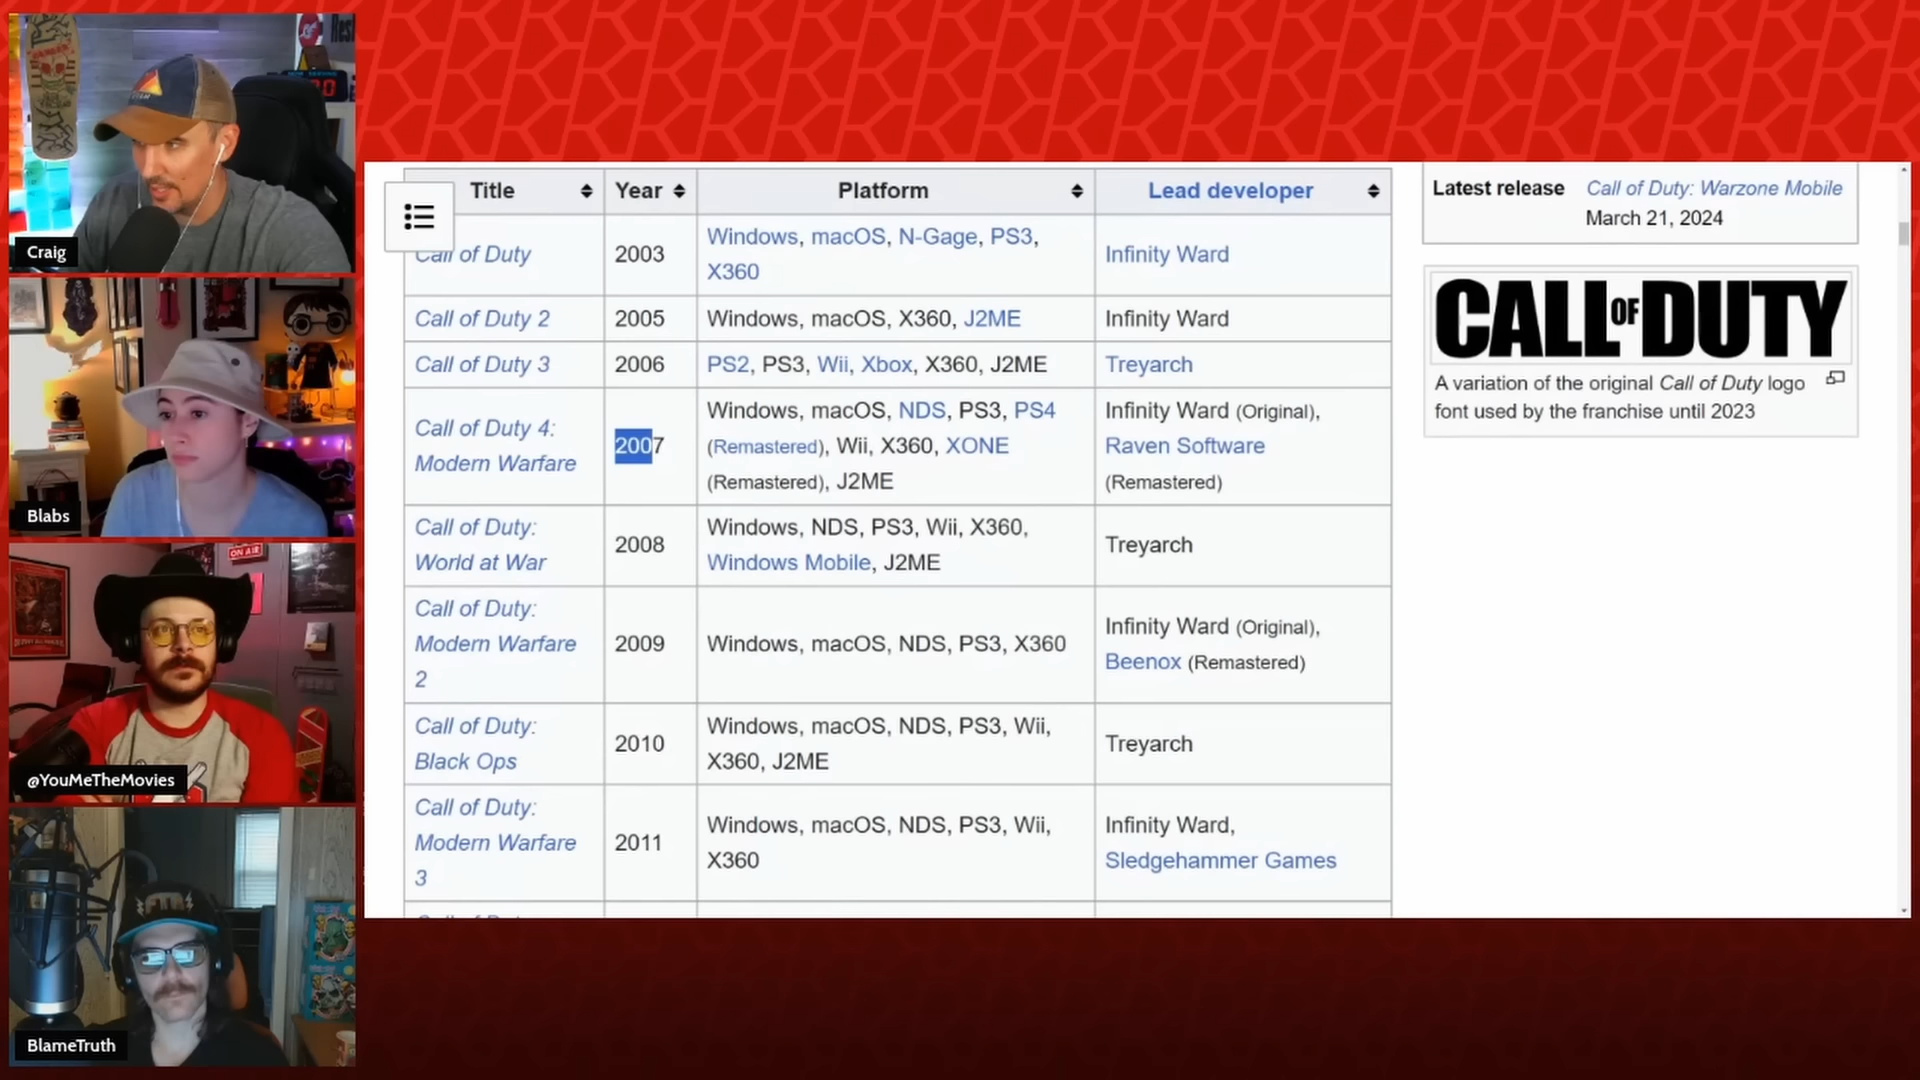 Craig
Blabs
ON AIR
@YouMeTheMovies
BlameTruth
Title
Year
Platform
Lead developer
Call of Duty
2003
Windows, macOS, N-Gage, PS3,
X360
Infinity Ward
Call of Duty 2
2005
Windows, macOS, X360, J2ME
Infinity Ward
Call of Duty 3
2006
PS2, PS3, Wii, Xbox, X360, J2ME
Treyarch
Call of Duty 4:
Modern Warfare
2007
Windows, macOS, NDS, PS3, PS4
(Remastered), Wii, X360, XONE
(Remastered), J2ME
Infinity Ward (Original),
Raven Software
(Remastered)
Call of Duty:
World at War
2008
Windows, NDS, PS3, Wii, X360,
Windows Mobile, J2ME
Treyarch
Call of Duty:
Modern Warfare
2
2009
Windows, macOS, NDS, PS3, X360
Infinity Ward (Original),
Beenox (Remastered)
Call of Duty:
Black Ops
2010
Windows, macOS, NDS, PS3, Wii,
X360, J2ME
Treyarch
Call of Duty:
Modern Warfare
3
2011
Windows, macOS, NDS, PS3, Wii,
X360
Infinity Ward,
Sledgehammer Games
Latest release
Call of Duty: Warzone Mobile
March 21, 2024
CALL OF DUTY
A variation of the original Call of Duty logo
font used by the franchise until 2023